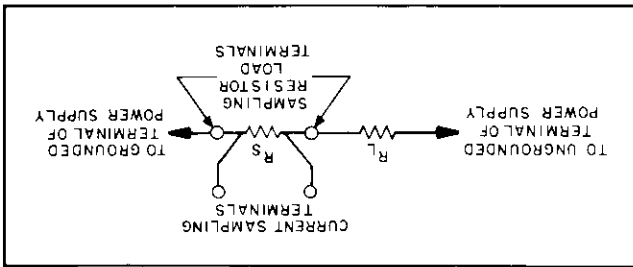 CURRENT SAMPLING
TERMINALS
TO UNGROUNDED
TERMINAL OF
POWER SUPPLY
RL
RS
TO GROUNDED
TERMINAL OF
POWER SUPPLY
SAMPLING
RESISTOR
LOAD
TERMINALS